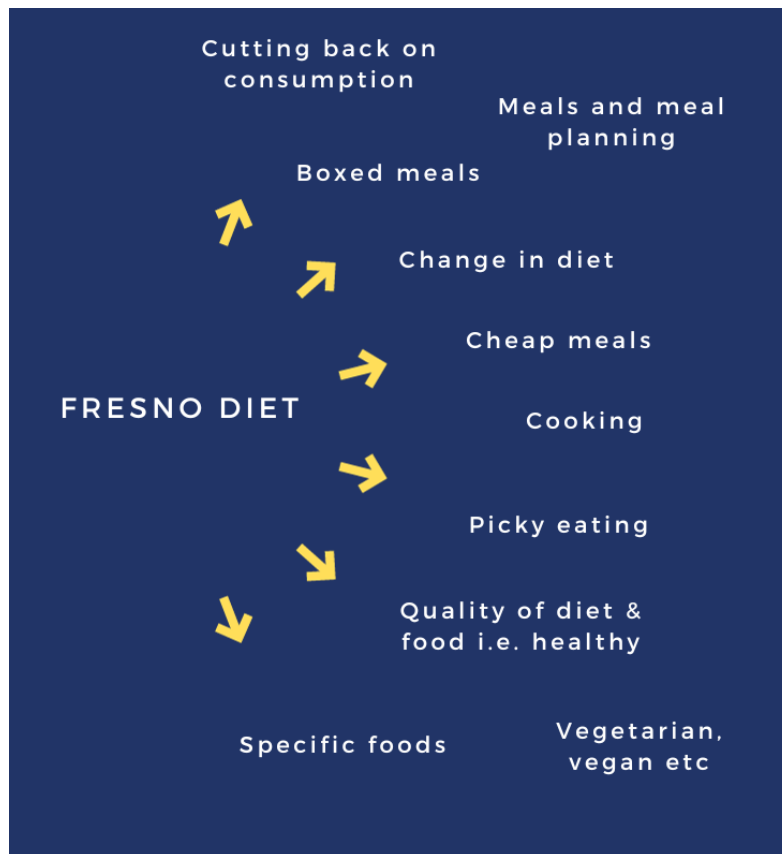 Cutting back on
consumption
Meals and meal
planning
Boxed meals
Change in diet
Cheap meals
FRESNO DIET
Cooking
Picky eating
Quality of diet &
food i.e. healthy
Specific foods
Vegetarian,
vegan etc